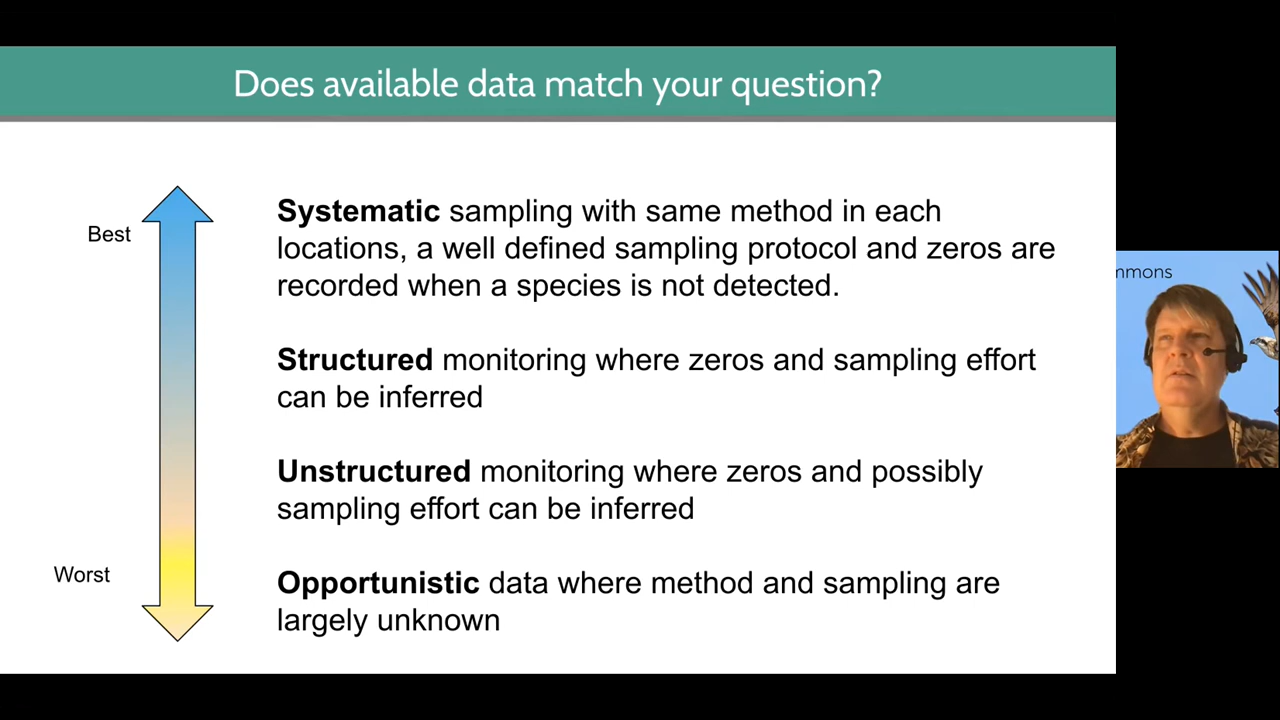 Does available data match your question?
Best
Systematic sampling with same method in each
locations, a well defined sampling protocol and zeros are
recorded when a species is not detected.
Structured monitoring where zeros and sampling effort
can be inferred
Unstructured monitoring where zeros and possibly
sampling effort can be inferred
Worst
Opportunistic data where method and sampling are
largely unknown
mmons